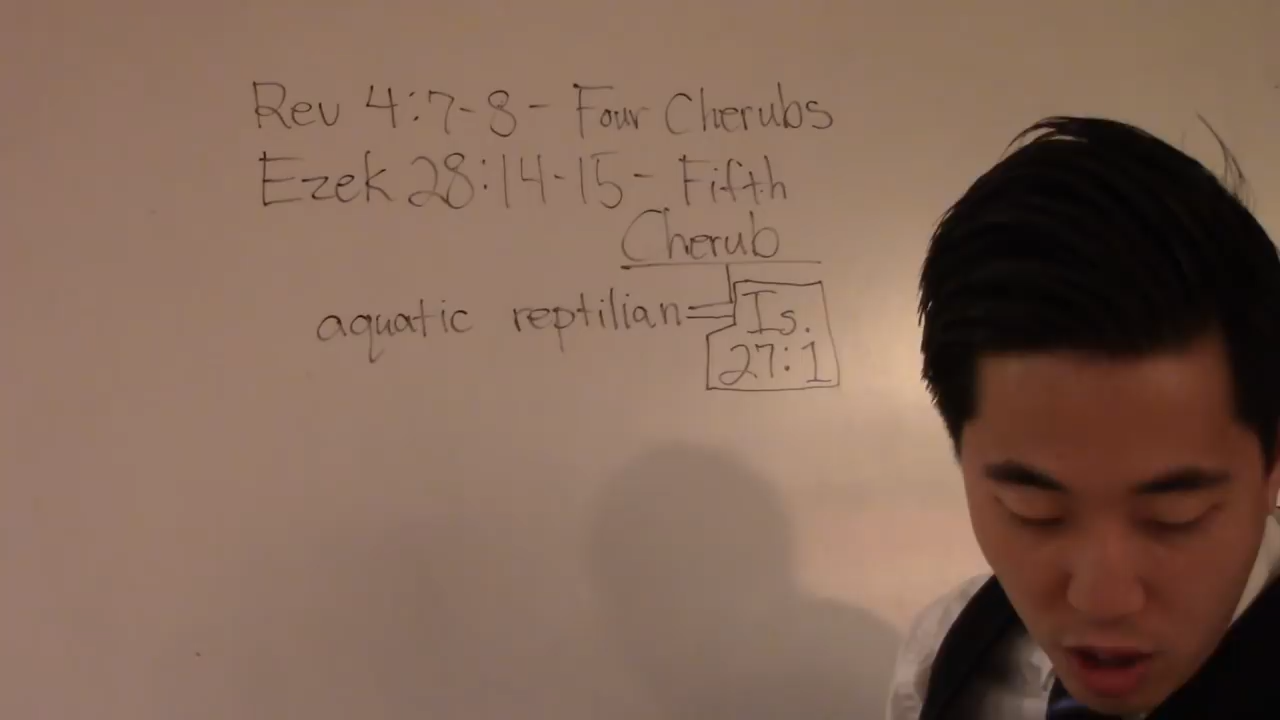 Rev 4:7-8 - Four Cherubs
Ezek 28:14-15 - Fifth
Cherub
aquatic reptilian = Is.
27:1